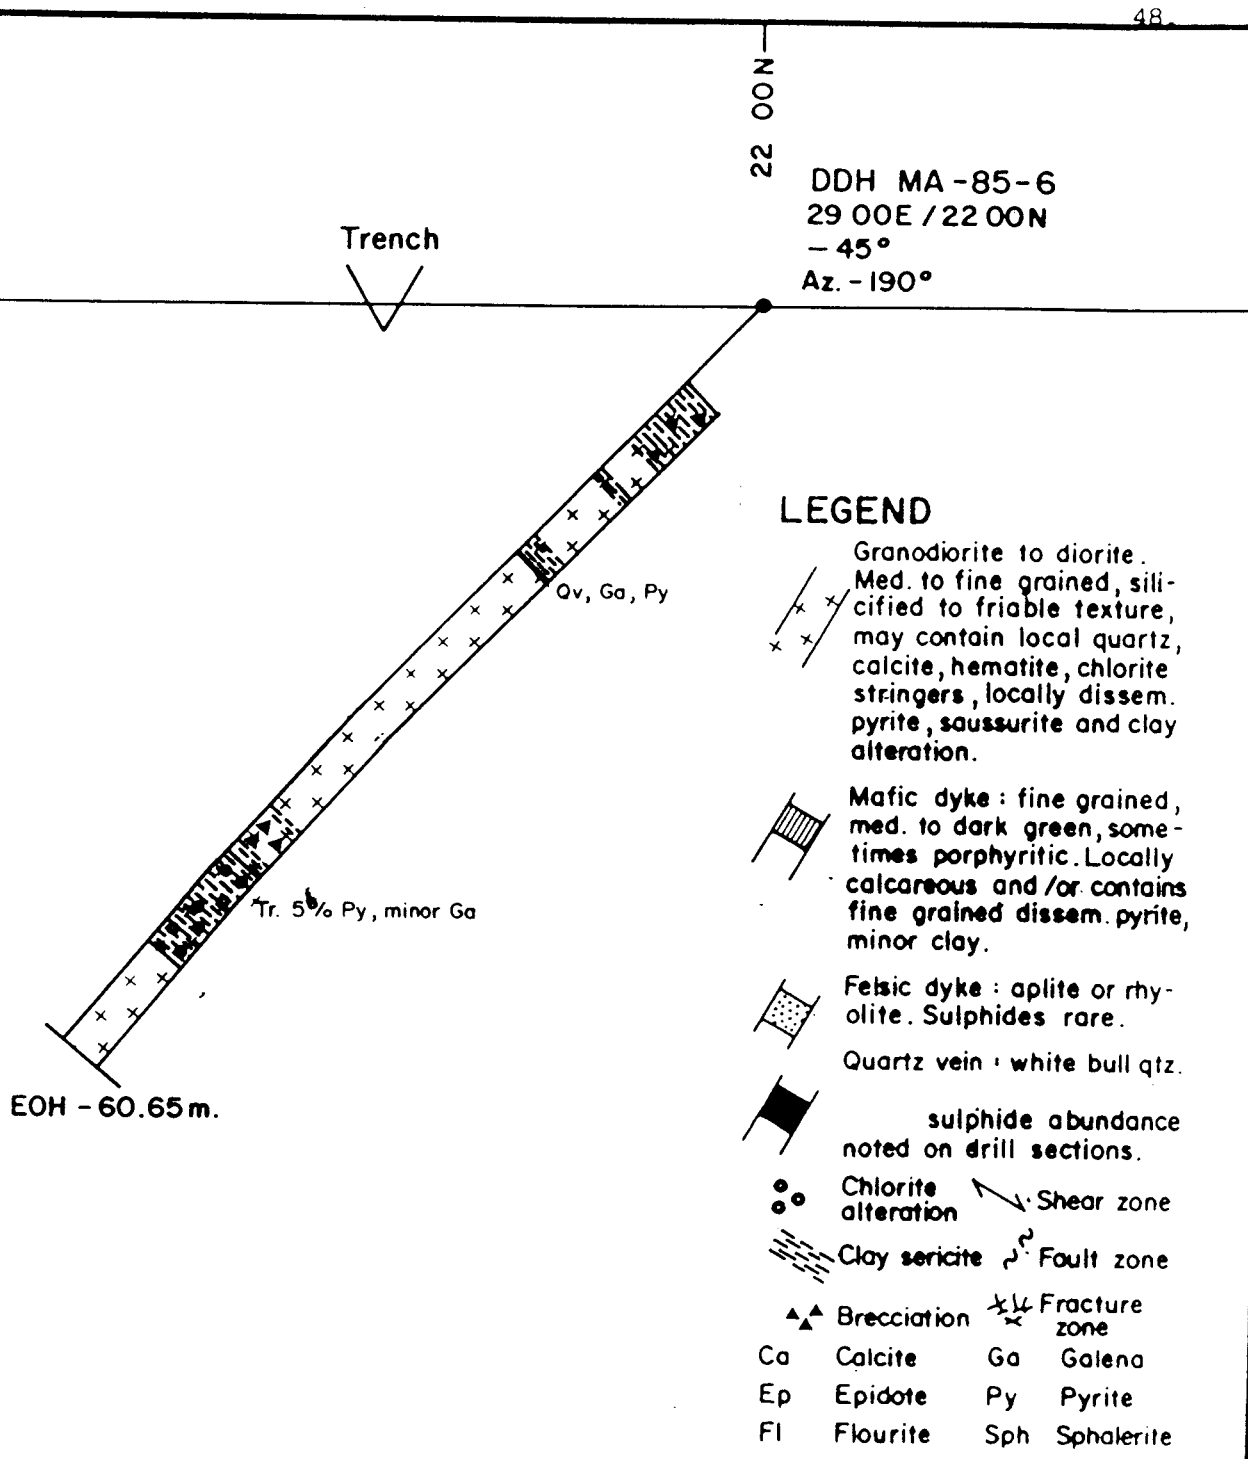 48.
22 00N
DDH MA-85-6
29 00E / 22 00N
- 45°
Az. - 190°
Trench
Qv, Ga, Py
Tr. 5% Py, minor Ga
EOH - 60.65m.
LEGEND
Granodiorite to diorite.
Med. to fine grained, sili-
cified to friable texture,
may contain local quartz,
calcite, hematite, chlorite
stringers, locally dissem.
pyrite, saussurite and clay
alteration.
Mafic dyke : fine grained,
med. to dark green, some-
times porphyritic. Locally
calcareous and /or contains
fine grained dissem. pyrite,
minor clay.
Felsic dyke : aplite or rhy-
olite. Sulphides rare.
Quartz vein : white bull qtz.
sulphide abundance
noted on drill sections.
Chlorite
alteration
Shear zone
Clay sericite
Foult zone
Brecciation
Fracture
zone
Ca Calcite Ga Galena
Ep Epidote Py Pyrite
Fl Flourite Sph Sphalerite